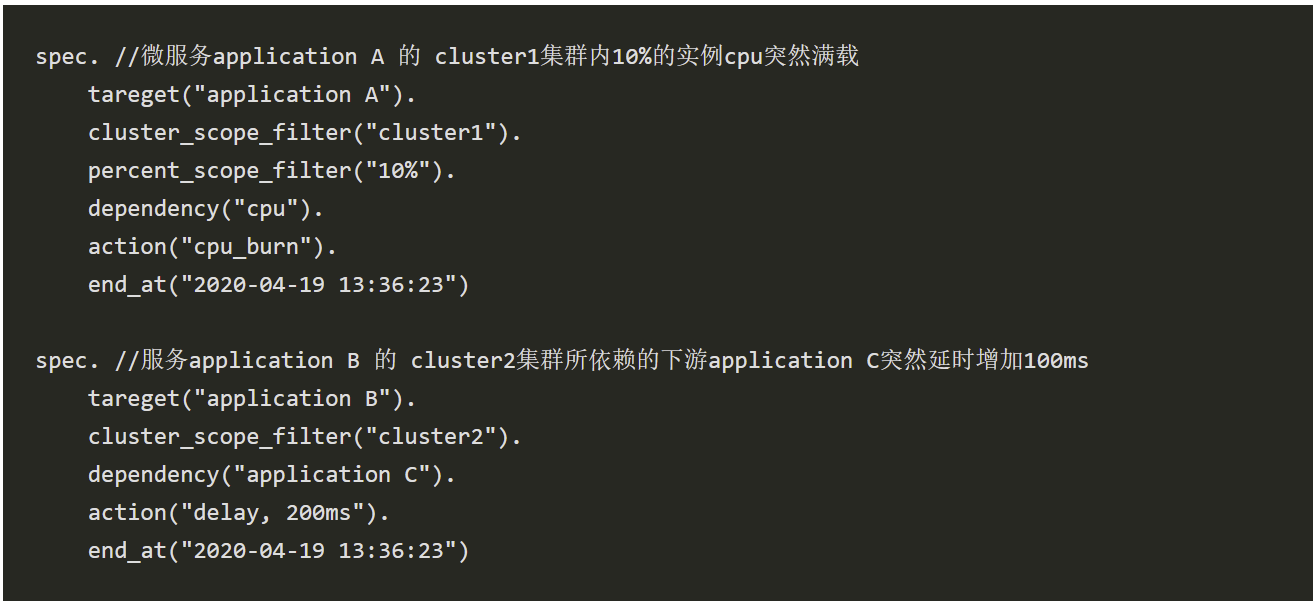 spec. //微服务application A 的 cluster1集群内10%的实例cpu突然满载
tareget("application A").
cluster_scope_filter("cluster1").
percent_scope_filter("10%").
dependency("cpu").
action("cpu_burn").
end_at("2020-04-19 13:36:23")
spec. //服务application B 的 cluster2集群所依赖的下游application C突然延时增加100ms
tareget("application B").
cluster_scope_filter("cluster2").
dependency("application C").
action("delay, 200ms").
end_at("2020-04-19 13:36:23")